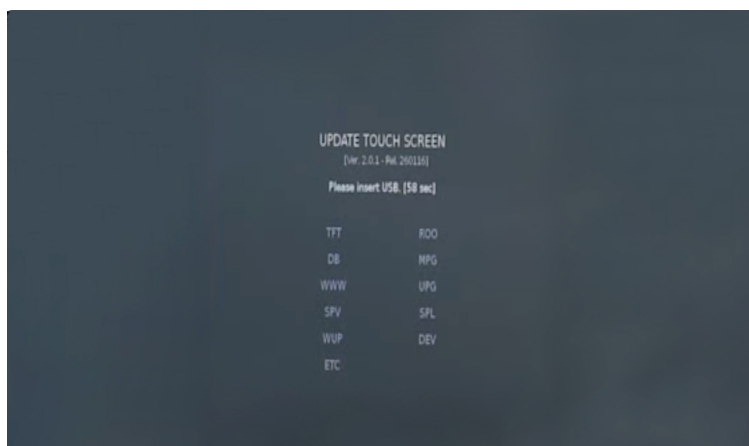 UPDATE TOUCH SCREEN
[Ver. 2.0.1 - Rel. 260116]
Please insert USB. [58 sec]
TFT ROO
DB MPG
WWW UPG
SPV SPL
WUP DEV
ETC